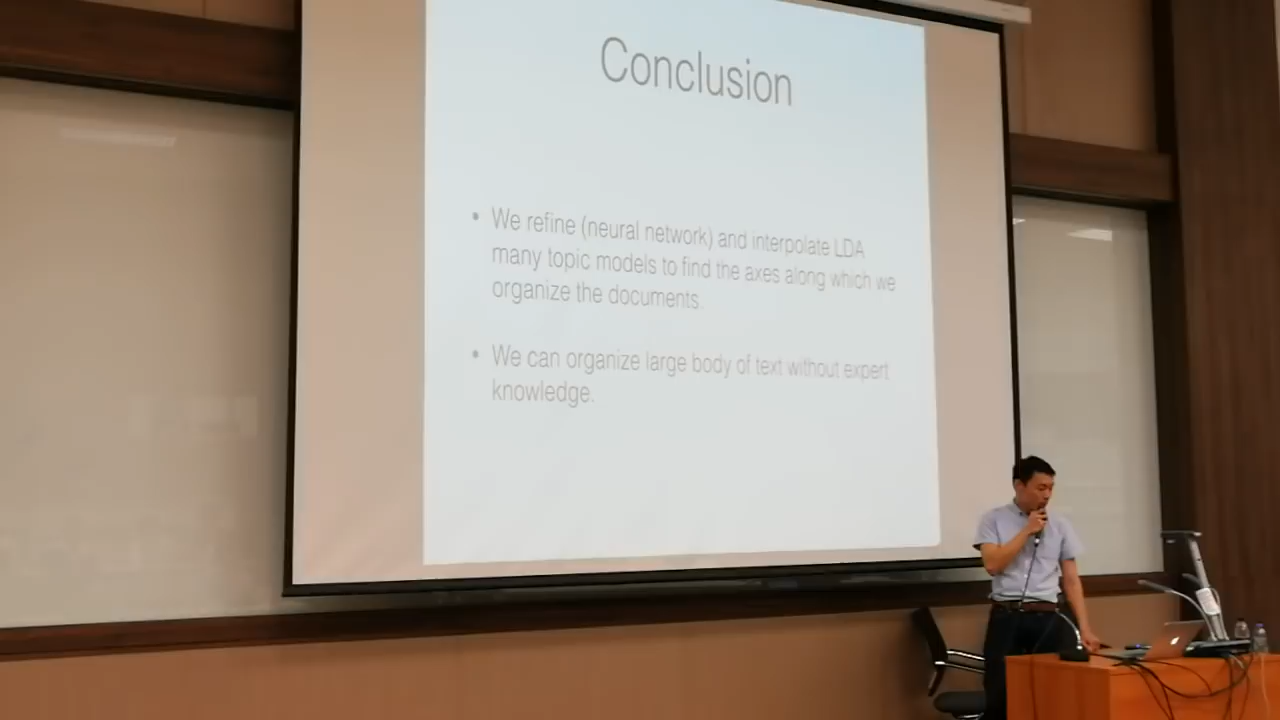 Conclusion
• We refine (neural network) and interpolate LDA
many topic models to find the axes along which we
organize the documents.
• We can organize large body of text without expert
knowledge.